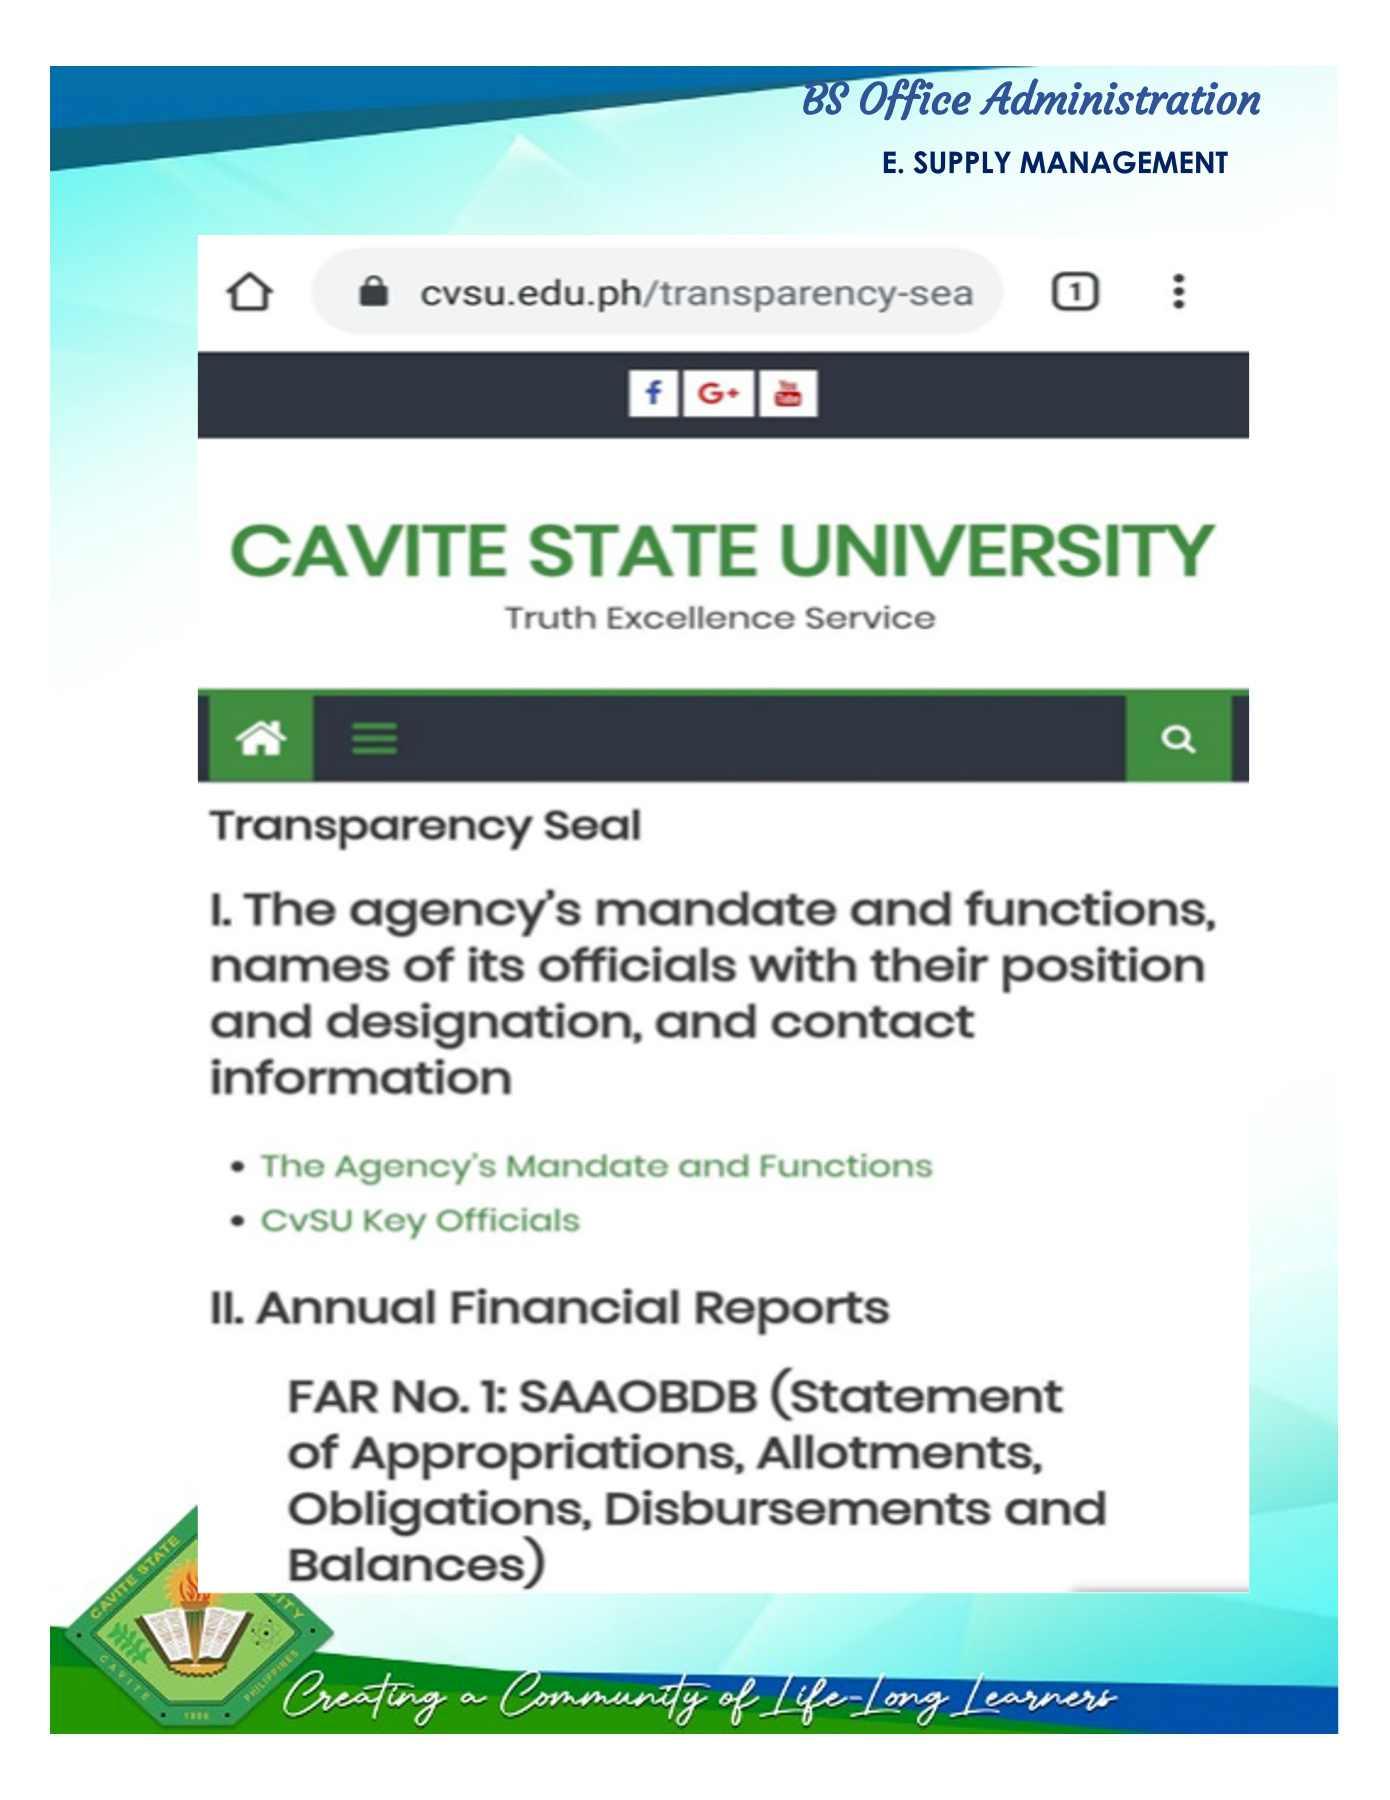 BS Office Administration
E. SUPPLY MANAGEMENT
cvsu.edu.ph/transparency-sea
1
f G+ You Tube
CAVITE STATE UNIVERSITY
Truth Excellence Service
Transparency Seal
I. The agency's mandate and functions,
names of its officials with their position
and designation, and contact
information
• The Agency's Mandate and Functions
• CvSU Key Officials
II. Annual Financial Reports
FAR No. 1: SAAOBDB (Statement
of Appropriations, Allotments,
Obligations, Disbursements and
Balances)
CAVITE STATE
CAVITE
PHILIPPINES
1906
Creating a Community of Life-Long Learners